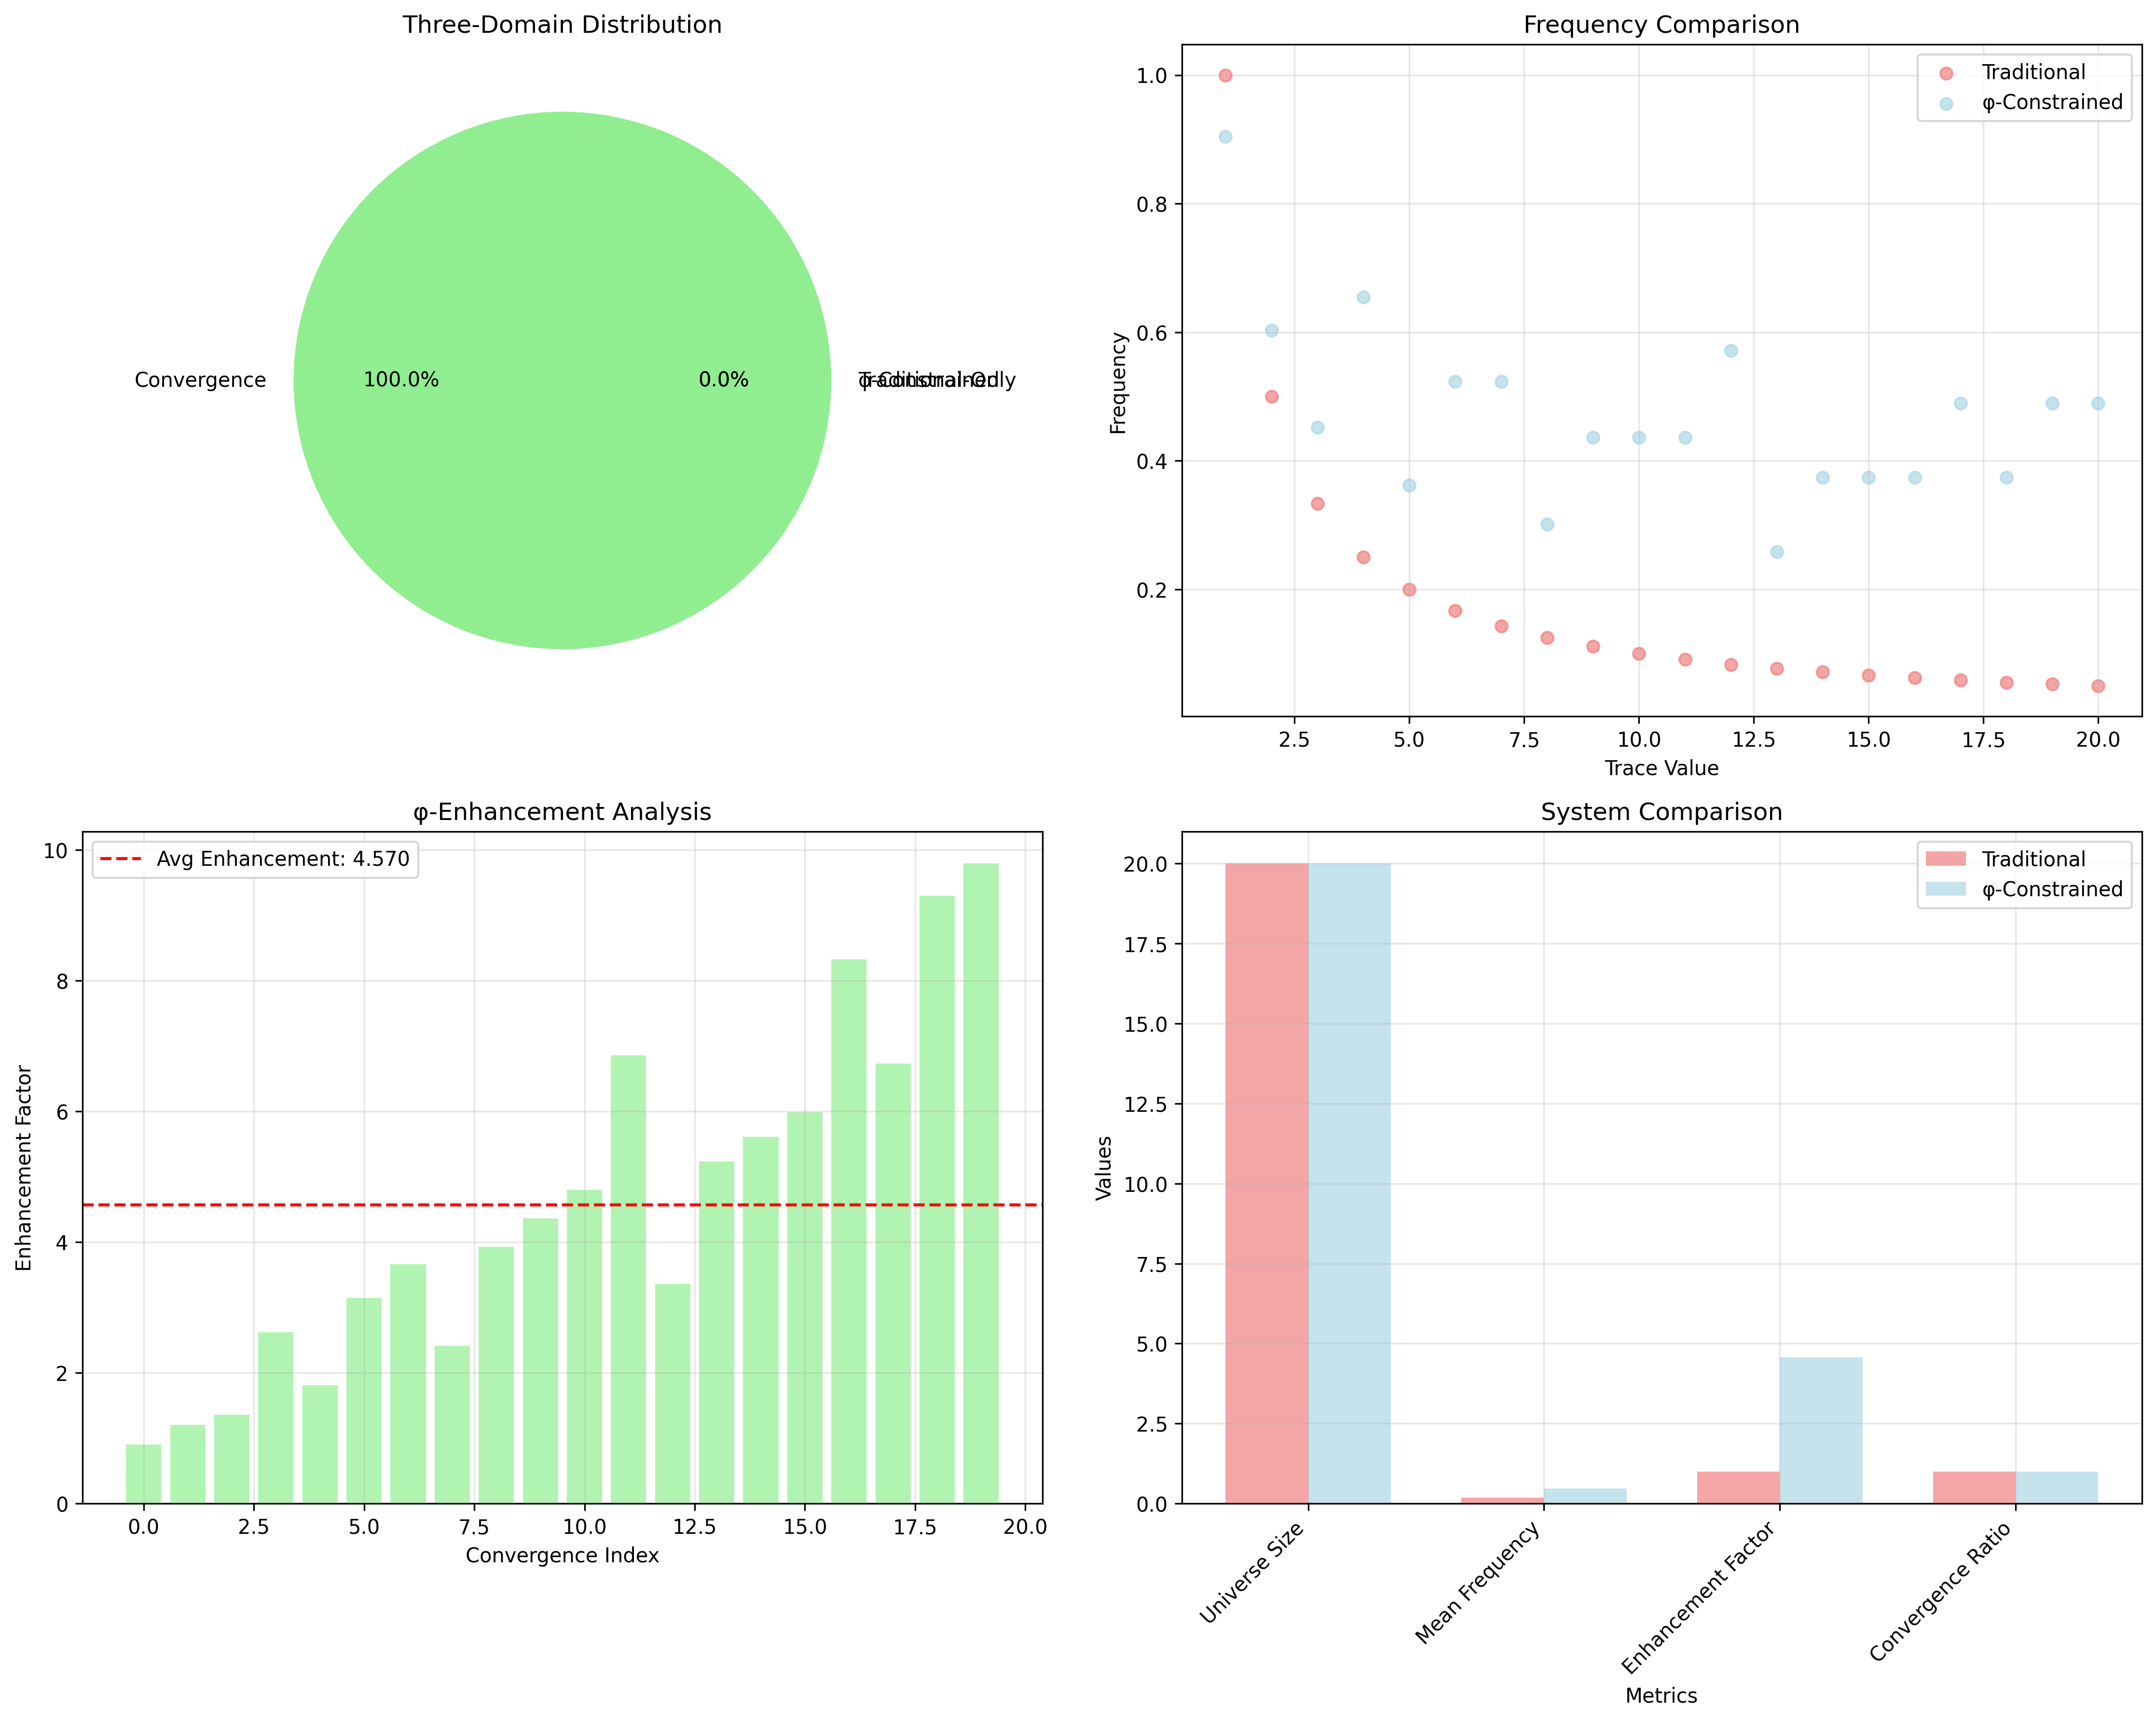 Three-Domain Distribution
Convergence
100.0%
0.0%
Frequency Comparison
Traditional
φ-Constrained
Frequency
1.0
0.8
0.6
0.4
0.2
2.5 5.0 7.5 10.0 12.5 15.0 17.5 20.0
Trace Value
φ-Enhancement Analysis
Avg Enhancement: 4.570
Enhancement Factor
10
8
6
4
2
0
0.0 2.5 5.0 7.5 10.0 12.5 15.0 17.5 20.0
Convergence Index
System Comparison
Traditional
φ-Constrained
Values
20.0
17.5
15.0
12.5
10.0
7.5
5.0
2.5
0.0
Universe Size
Mean Frequency
Enhancement Factor
Convergence Ratio
Metrics